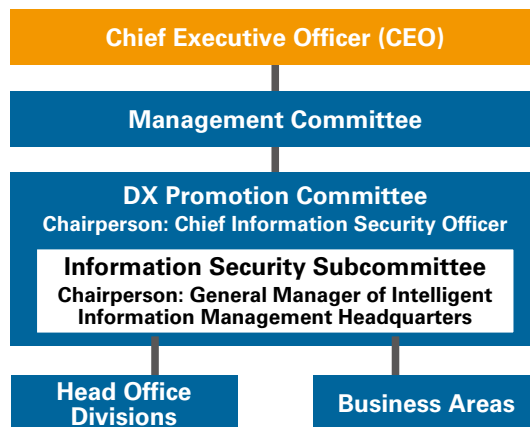 Chief Executive Officer (CEO)
Management Committee
DX Promotion Committee
Chairperson: Chief Information Security Officer
Information Security Subcommittee
Chairperson: General Manager of Intelligent
Information Management Headquarters
Head Office
Divisions
Business Areas